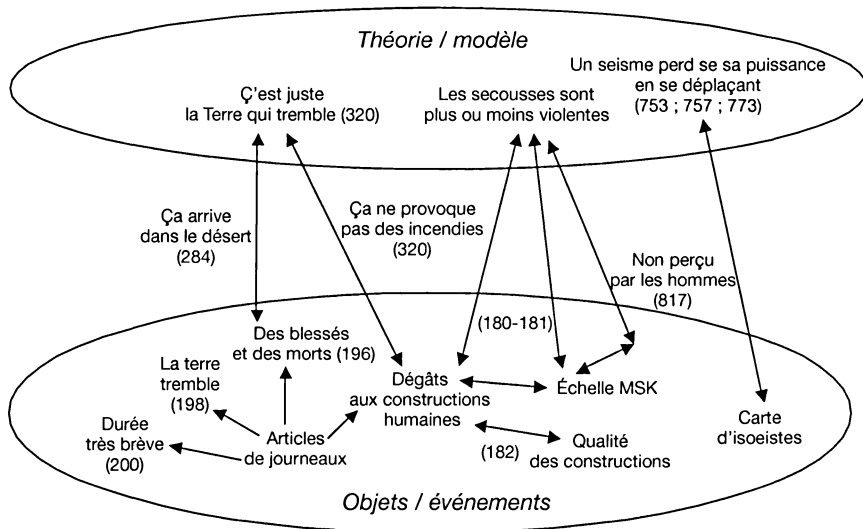 Théorie / modèle
Ç'est juste
la Terre qui tremble (320)
Les secousses sont
plus ou moins violentes
Un seisme perd se sa puissance
en se déplaçant
(753 ; 757 ; 773)
Ça arrive
dans le désert
(284)
Ça ne provoque
pas des incendies
(320)
Non perçu
par les hommes
(817)
(180-181)
Des blessés
et des morts (196)
La terre
tremble
(198)
Dégâts
aux constructions
humaines
Échelle MSK
Durée
très brève
(200)
Articles
de journeaux
(182)
Qualité
des constructions
Carte
d'isoeistes
Objets / événements